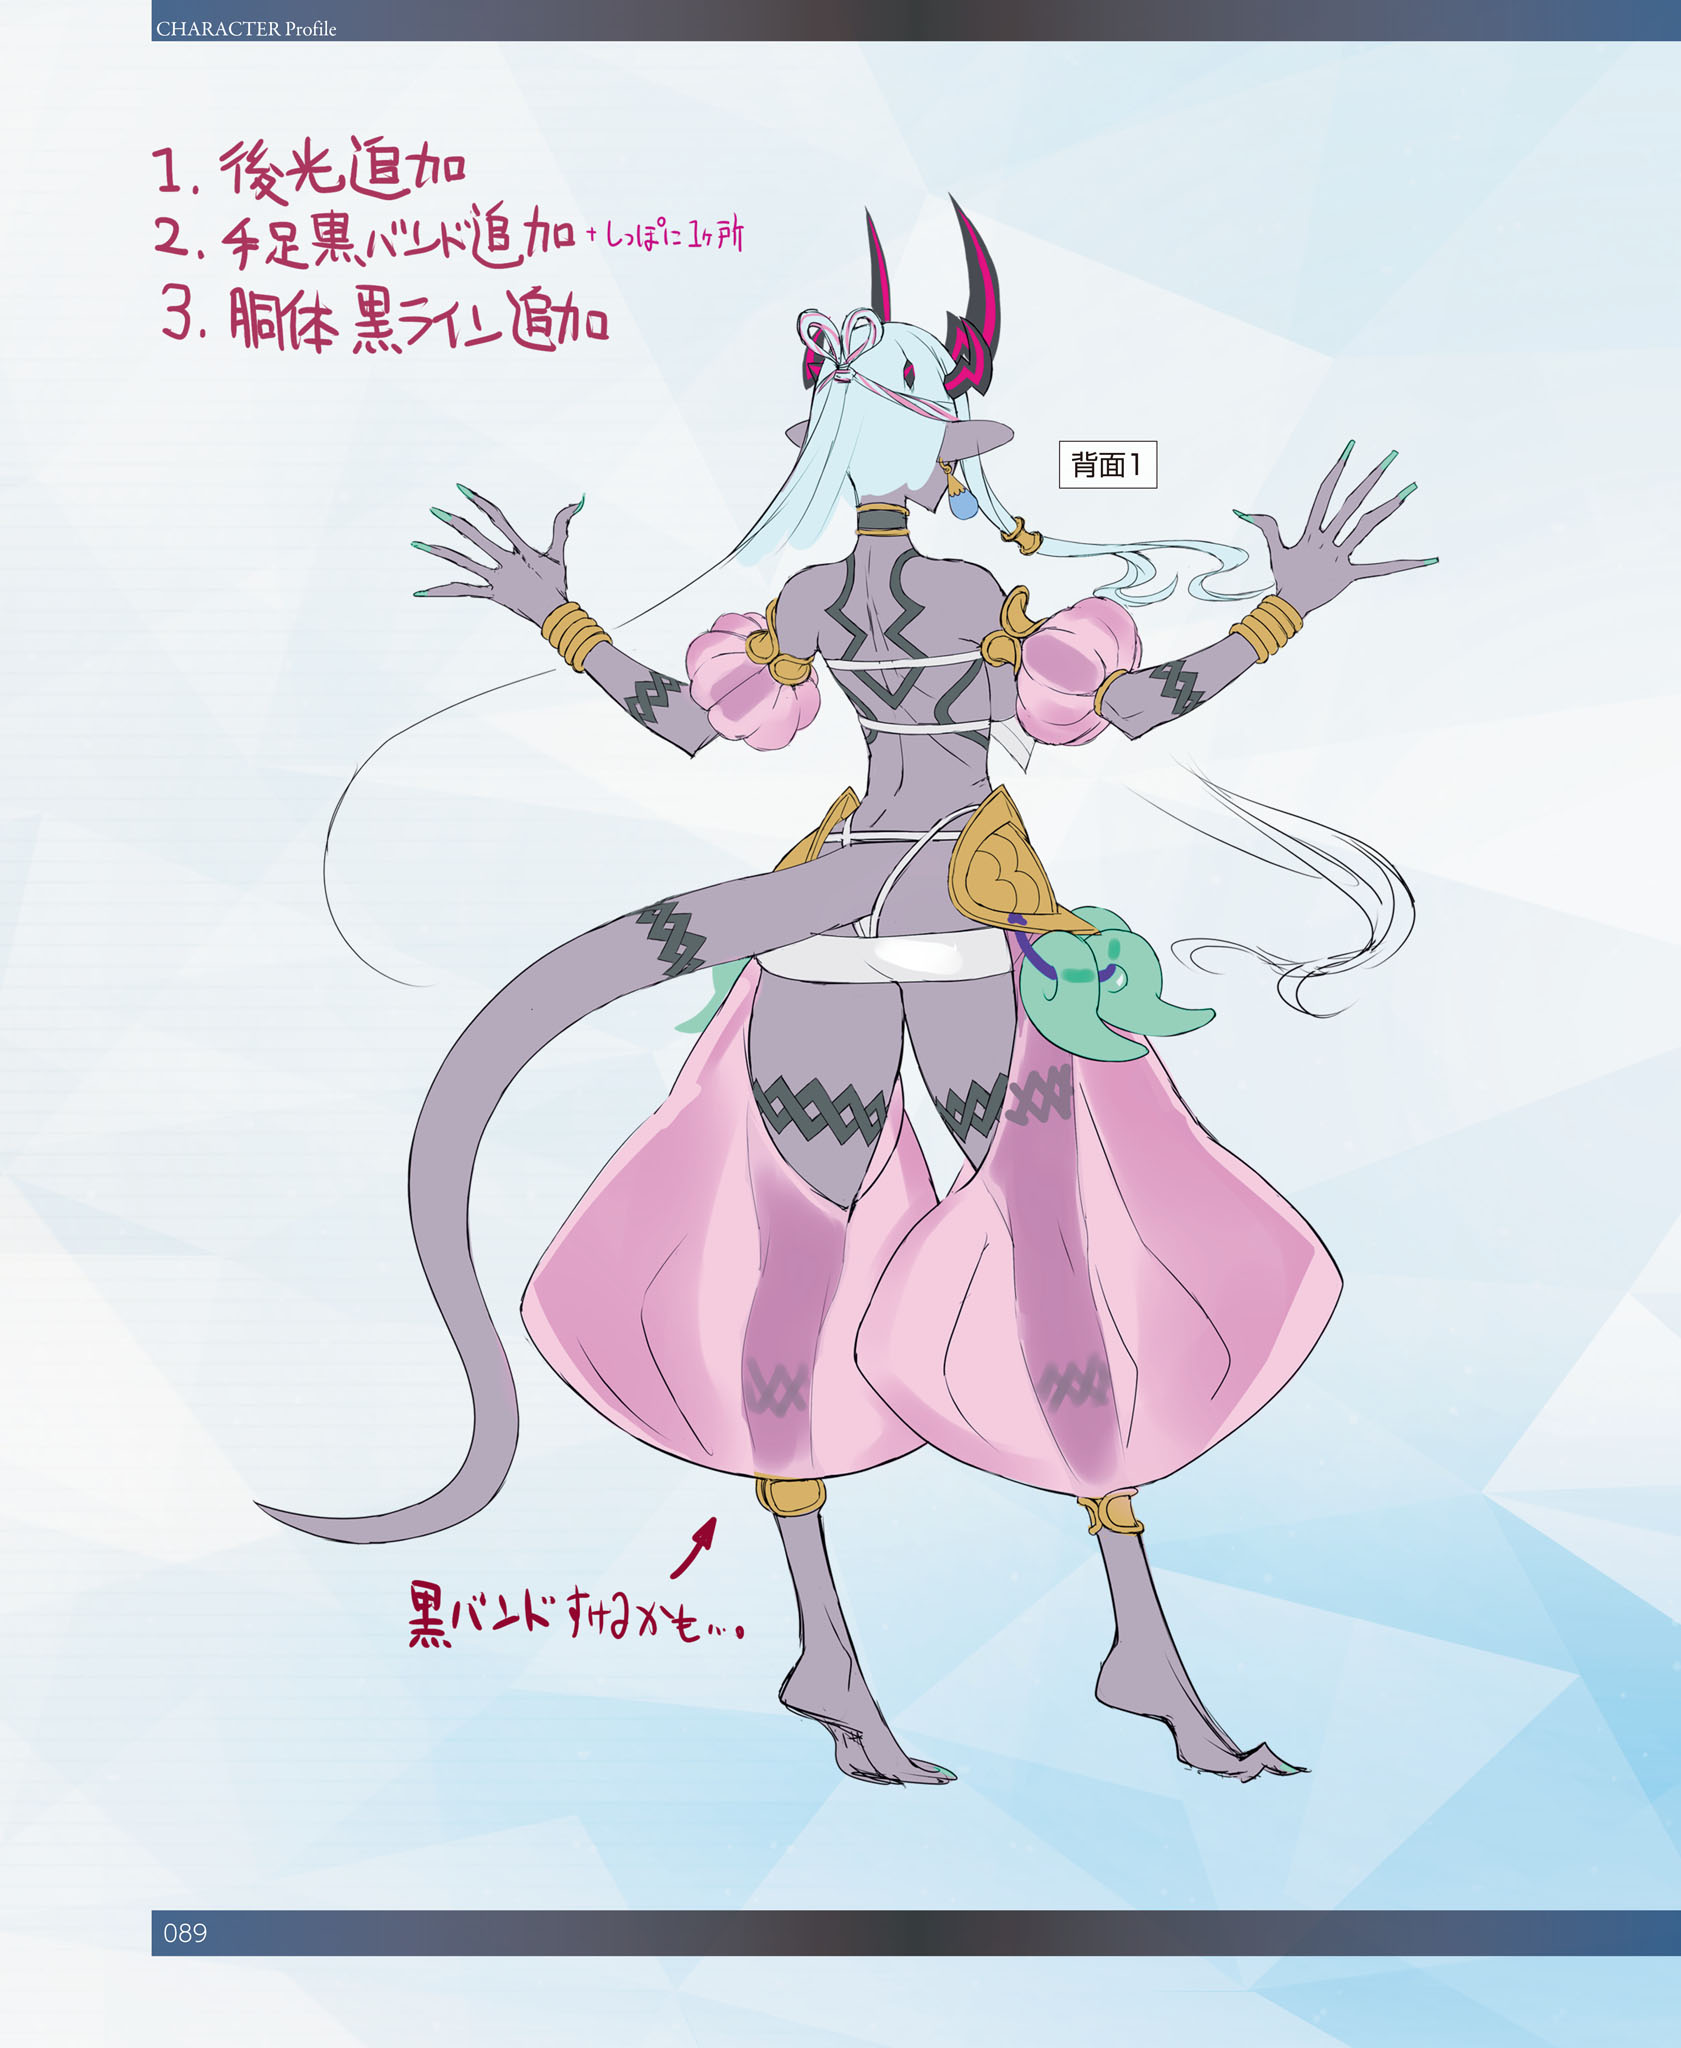 CHARACTER Profile
1. 後光追加
2. 手足黒バンド追加 +しっぽに1ヶ所
3. 胴体黒ライン追加
背面1
黒バンドすけるかも…。
089